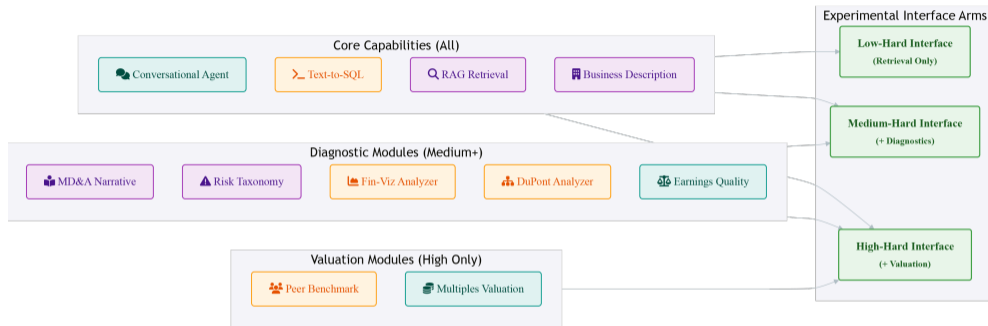 Experimental Interface Arms
Core Capabilities (All)
Conversational Agent
Text-to-SQL
RAG Retrieval
Business Description
Low-Hard Interface
(Retrieval Only)
Medium-Hard Interface
(+ Diagnostics)
Diagnostic Modules (Medium+)
MD&A Narrative
Risk Taxonomy
Fin-Viz Analyzer
DuPont Analyzer
Earnings Quality
High-Hard Interface
(+ Valuation)
Valuation Modules (High Only)
Peer Benchmark
Multiples Valuation